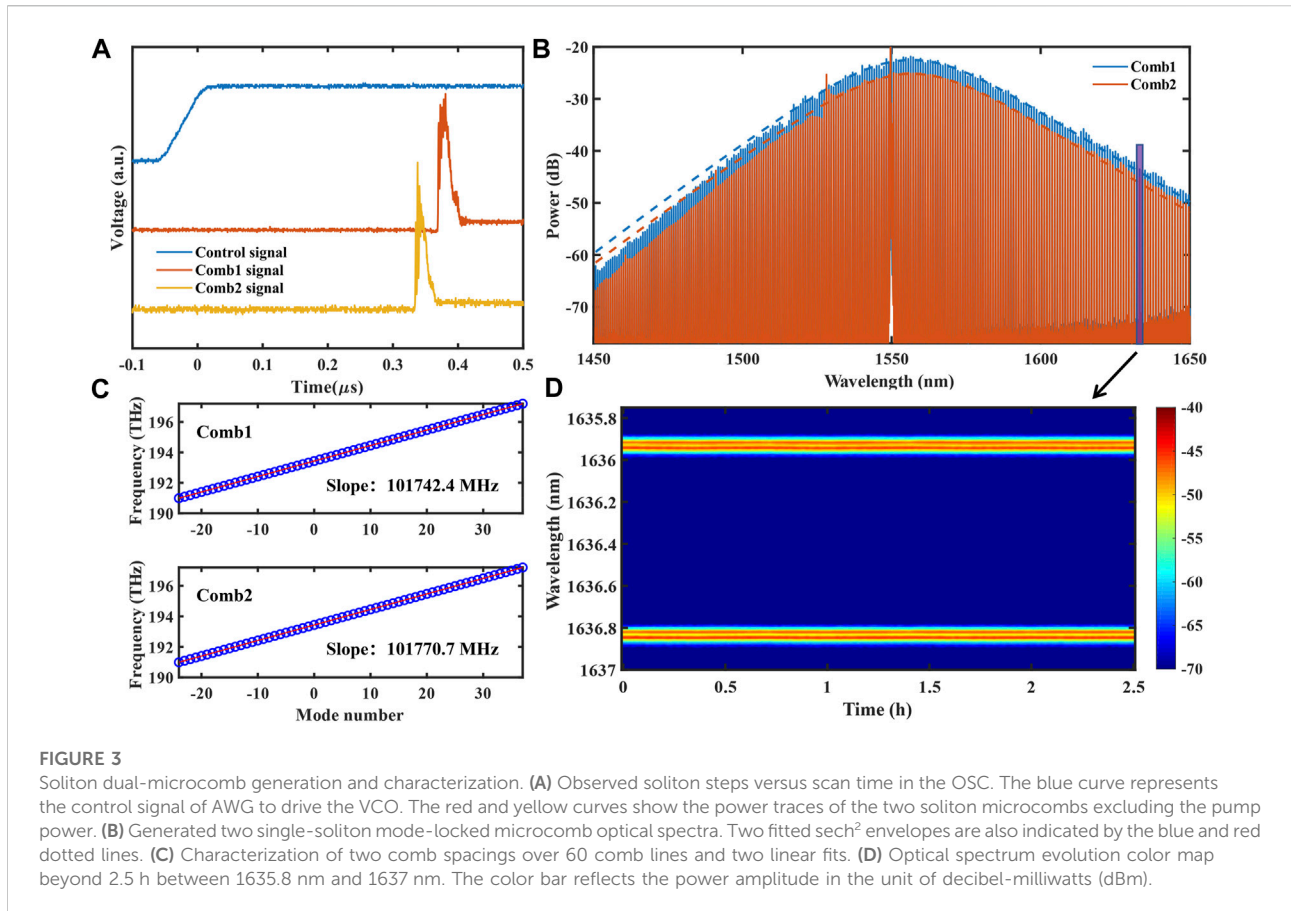 A
Voltage (a.u.)
Control signal
Comb1 signal
Comb2 signal
-0.1 0 0.1 0.2 0.3 0.4 0.5
Time(μs)
B
Power (dB)
-20
-30
-40
-50
-60
-70
Comb1
Comb2
1450 1500 1550 1600 1650
Wavelength (nm)
C
Frequency (THz)
196
194
192
190
Comb1
Slope: 101742.4 MHz
-20 -10 0 10 20 30
Frequency (THz)
196
194
192
190
Comb2
Slope: 101770.7 MHz
-20 -10 0 10 20 30
Mode number
D
Wavelength (nm)
1635.8
1636
1636.2
1636.4
1636.6
1636.8
1637
0 0.5 1 1.5 2 2.5
Time (h)
-40
-45
-50
-55
-60
-65
-70
FIGURE 3
Soliton dual-microcomb generation and characterization. (A) Observed soliton steps versus scan time in the OSC. The blue curve represents
the control signal of AWG to drive the VCO. The red and yellow curves show the power traces of the two soliton microcombs excluding the pump
power. (B) Generated two single-soliton mode-locked microcomb optical spectra. Two fitted sech² envelopes are also indicated by the blue and red
dotted lines. (C) Characterization of two comb spacings over 60 comb lines and two linear fits. (D) Optical spectrum evolution color map
beyond 2.5 h between 1635.8 nm and 1637 nm. The color bar reflects the power amplitude in the unit of decibel-milliwatts (dBm).